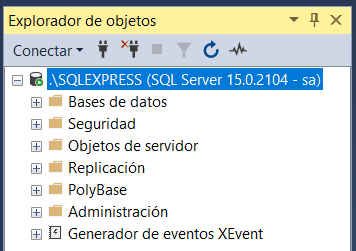 Explorador de objetos
Conectar
.\SQLEXPRESS (SQL Server 15.0.2104 - sa)
Bases de datos
Seguridad
Objetos de servidor
Replicación
PolyBase
Administración
Generador de eventos XEvent